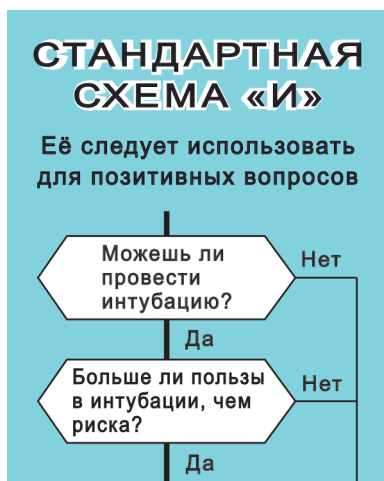 СТАНДАРТНАЯ
СХЕМА «И»
Её следует использовать
для позитивных вопросов
Можешь ли
провести
интубацию?
Нет
Да
Больше ли пользы
в интубации, чем
риска?
Нет
Да